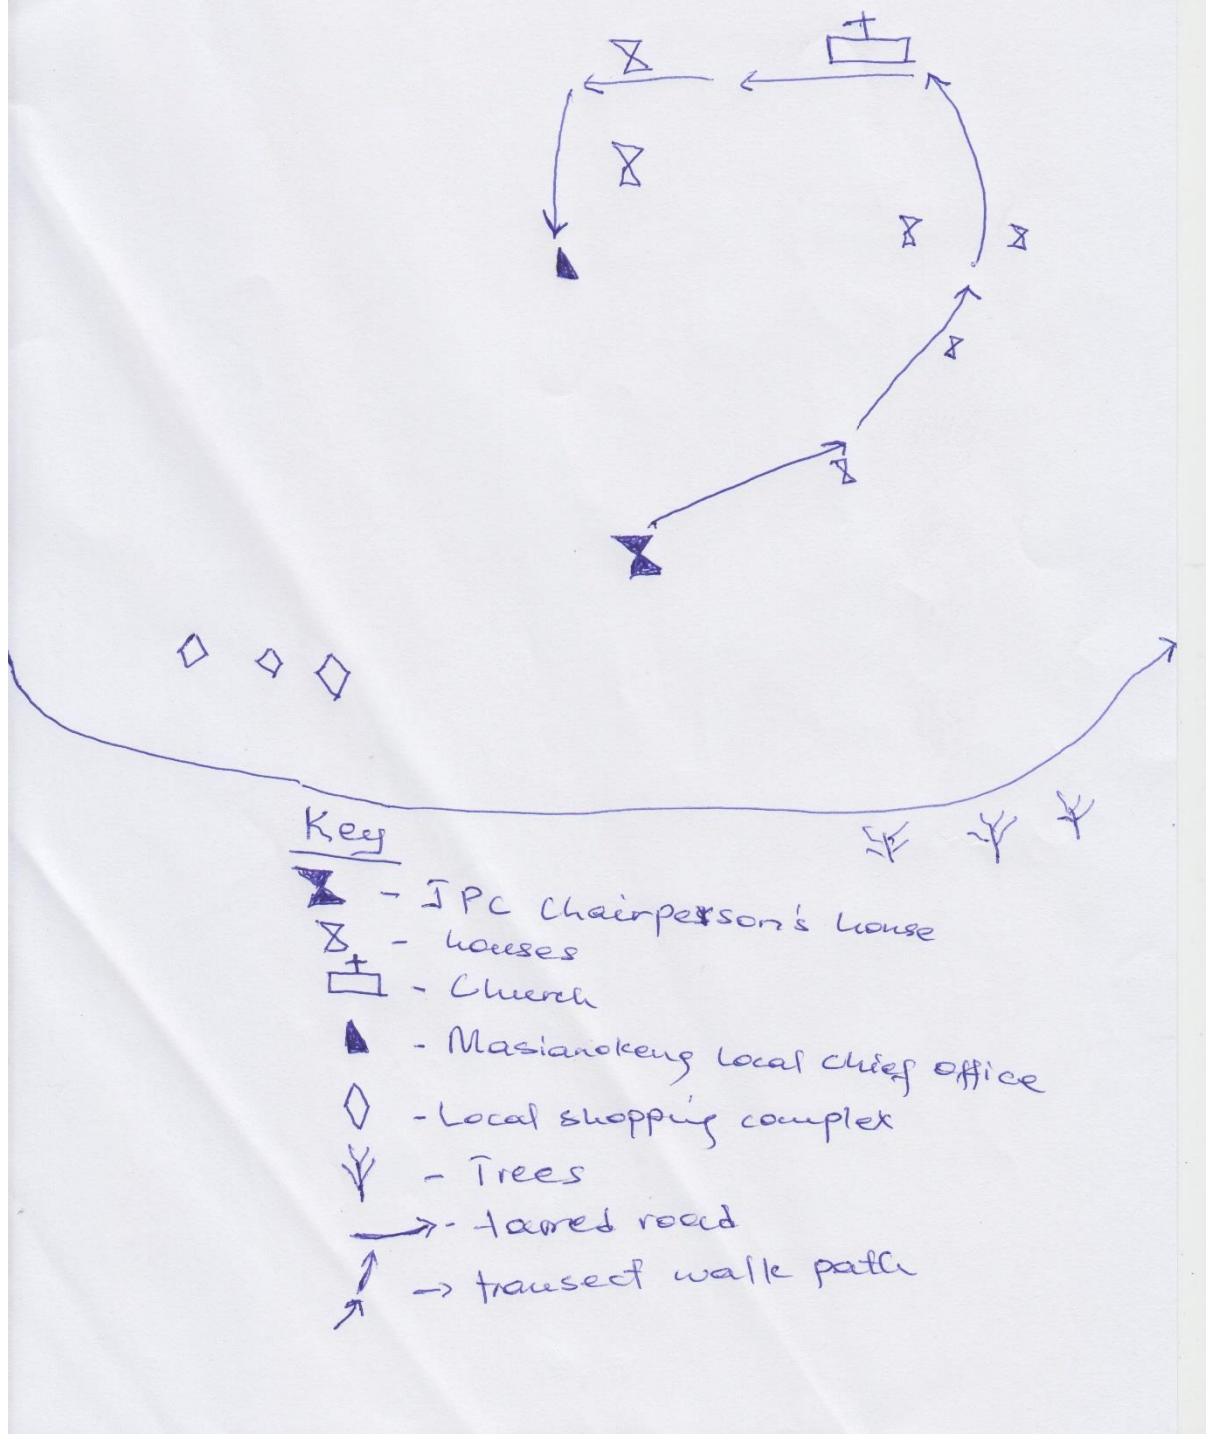 Key
- JPC Chairperson's house
- houses
- Church
- Masianokeng local chief office
- Local shopping complex
- Trees
- tarred road
→ transect walk path